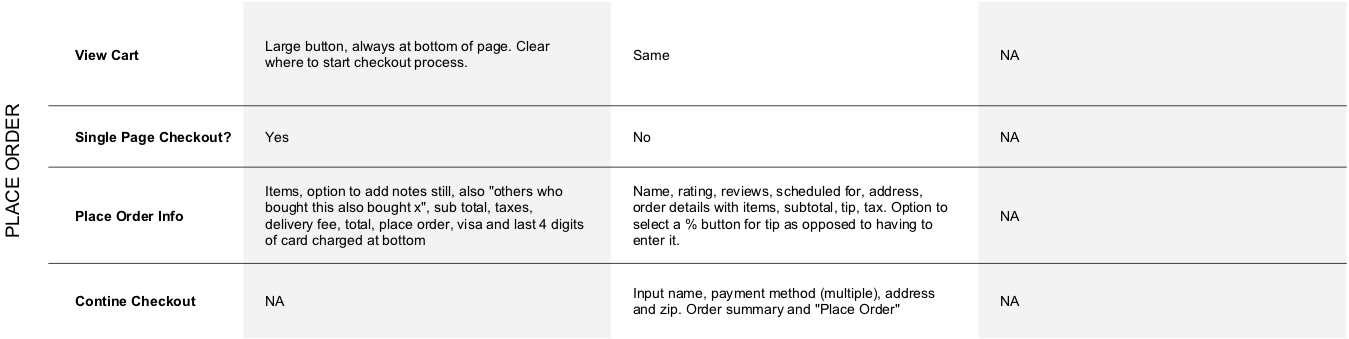 PLACE ORDER
View Cart
Large button, always at bottom of page. Clear
where to start checkout process.
Same
NA
Single Page Checkout?
Yes
No
NA
Place Order Info
Items, option to add notes still, also "others who
bought this also bought x", sub total, taxes,
delivery fee, total, place order, visa and last 4 digits
of card charged at bottom
Name, rating, reviews, scheduled for, address,
order details with items, subtotal, tip, tax. Option to
select a % button for tip as opposed to having to
enter it.
NA
Contine Checkout
NA
Input name, payment method (multiple), address
and zip. Order summary and "Place Order"
NA